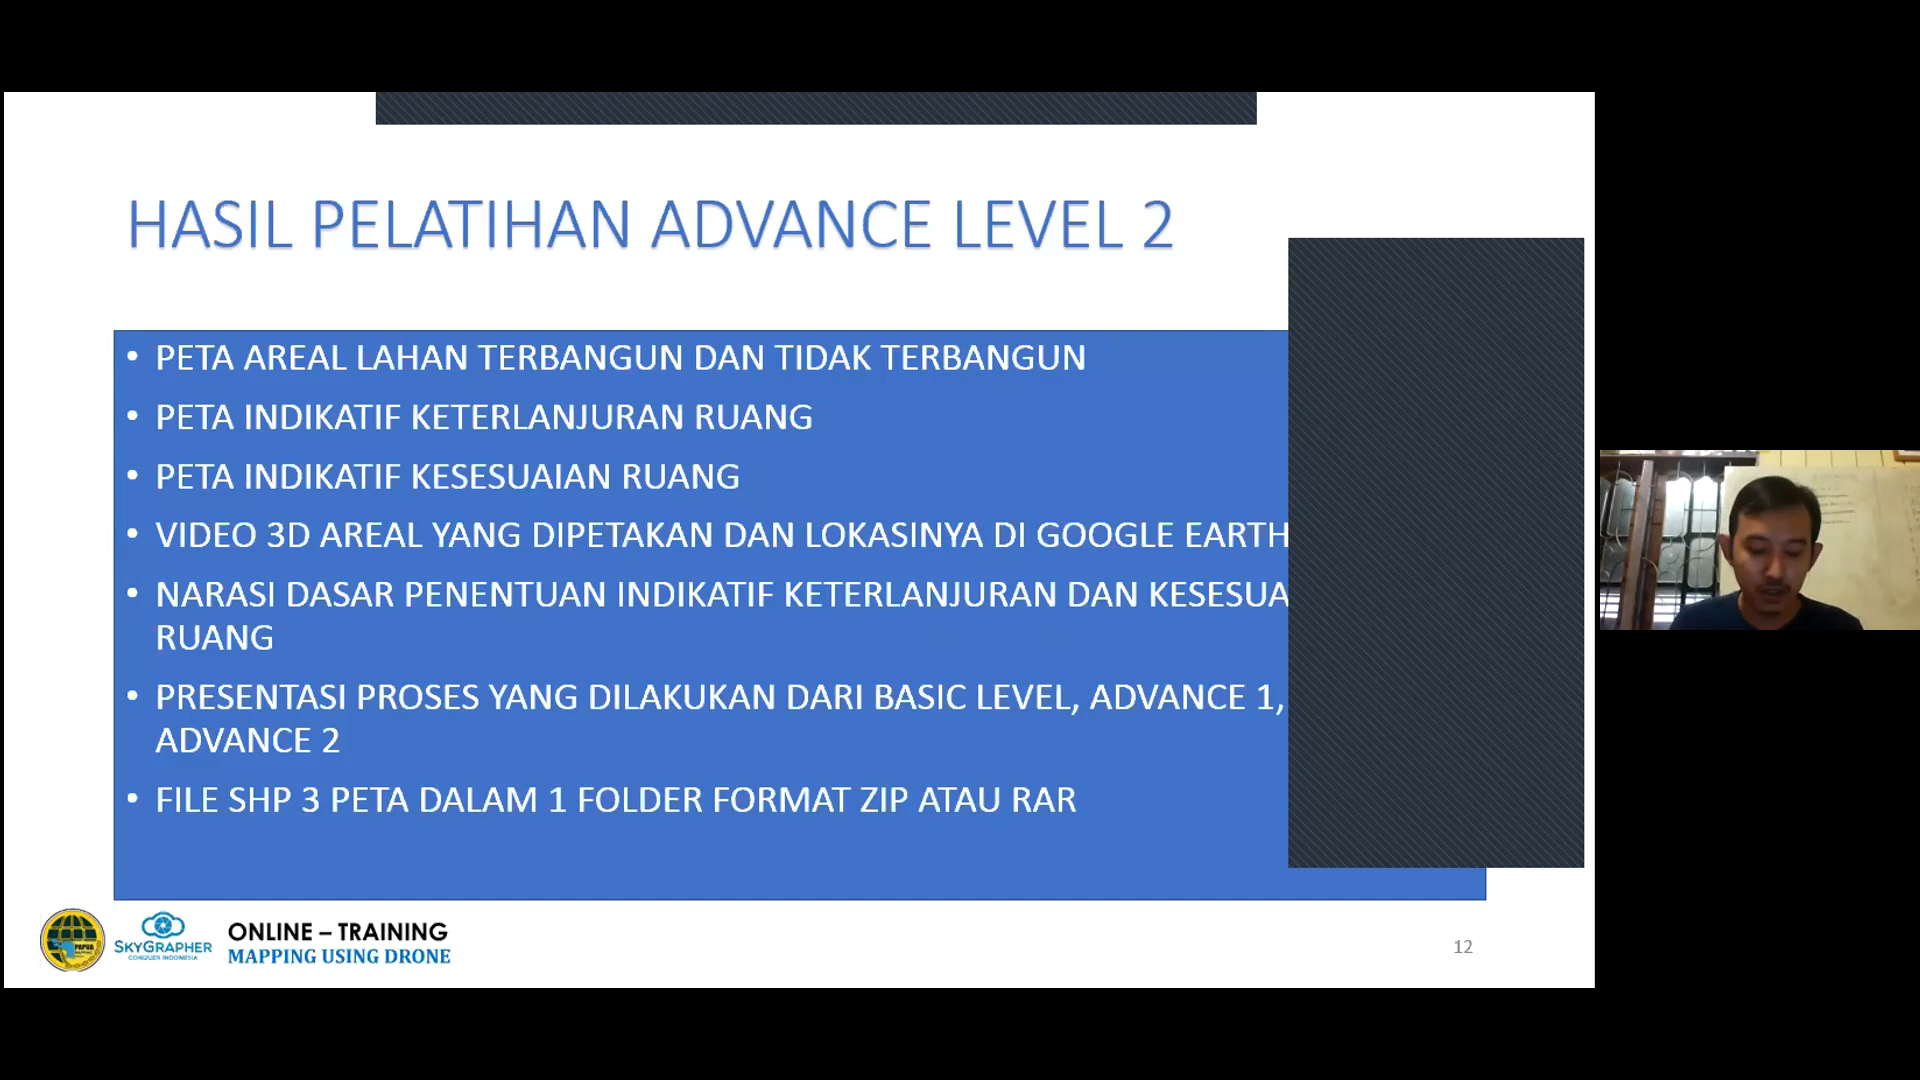 HASIL PELATIHAN ADVANCE LEVEL 2
• PETA AREAL LAHAN TERBANGUN DAN TIDAK TERBANGUN
• PETA INDIKATIF KETERLANJURAN RUANG
• PETA INDIKATIF KESESUAIAN RUANG
• VIDEO 3D AREAL YANG DIPETAKAN DAN LOKASINYA DI GOOGLE EARTH
• NARASI DASAR PENENTUAN INDIKATIF KETERLANJURAN DAN KESESUA
RUANG
• PRESENTASI PROSES YANG DILAKUKAN DARI BASIC LEVEL, ADVANCE 1,
ADVANCE 2
• FILE SHP 3 PETA DALAM 1 FOLDER FORMAT ZIP ATAU RAR
PAPUA
SKYGRAPHER
CONQUER INDONESIA
ONLINE – TRAINING
MAPPING USING DRONE
12